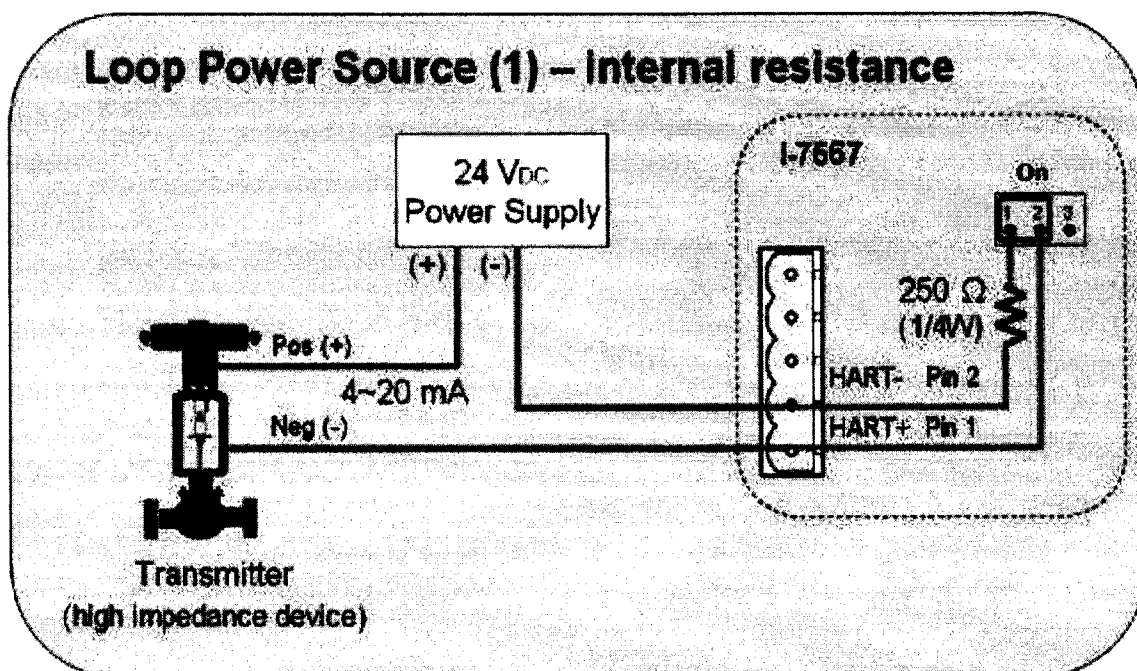 Loop Power Source (1) – Internal resistance
I-7567
On
24 VDC
Power Supply
1 2 3
(+) (-)
250 Ω
(1/4W)
Pos (+)
4~20 mA
HART- Pin 2
Neg (-)
HART+ Pin 1
Transmitter
(high impedance device)